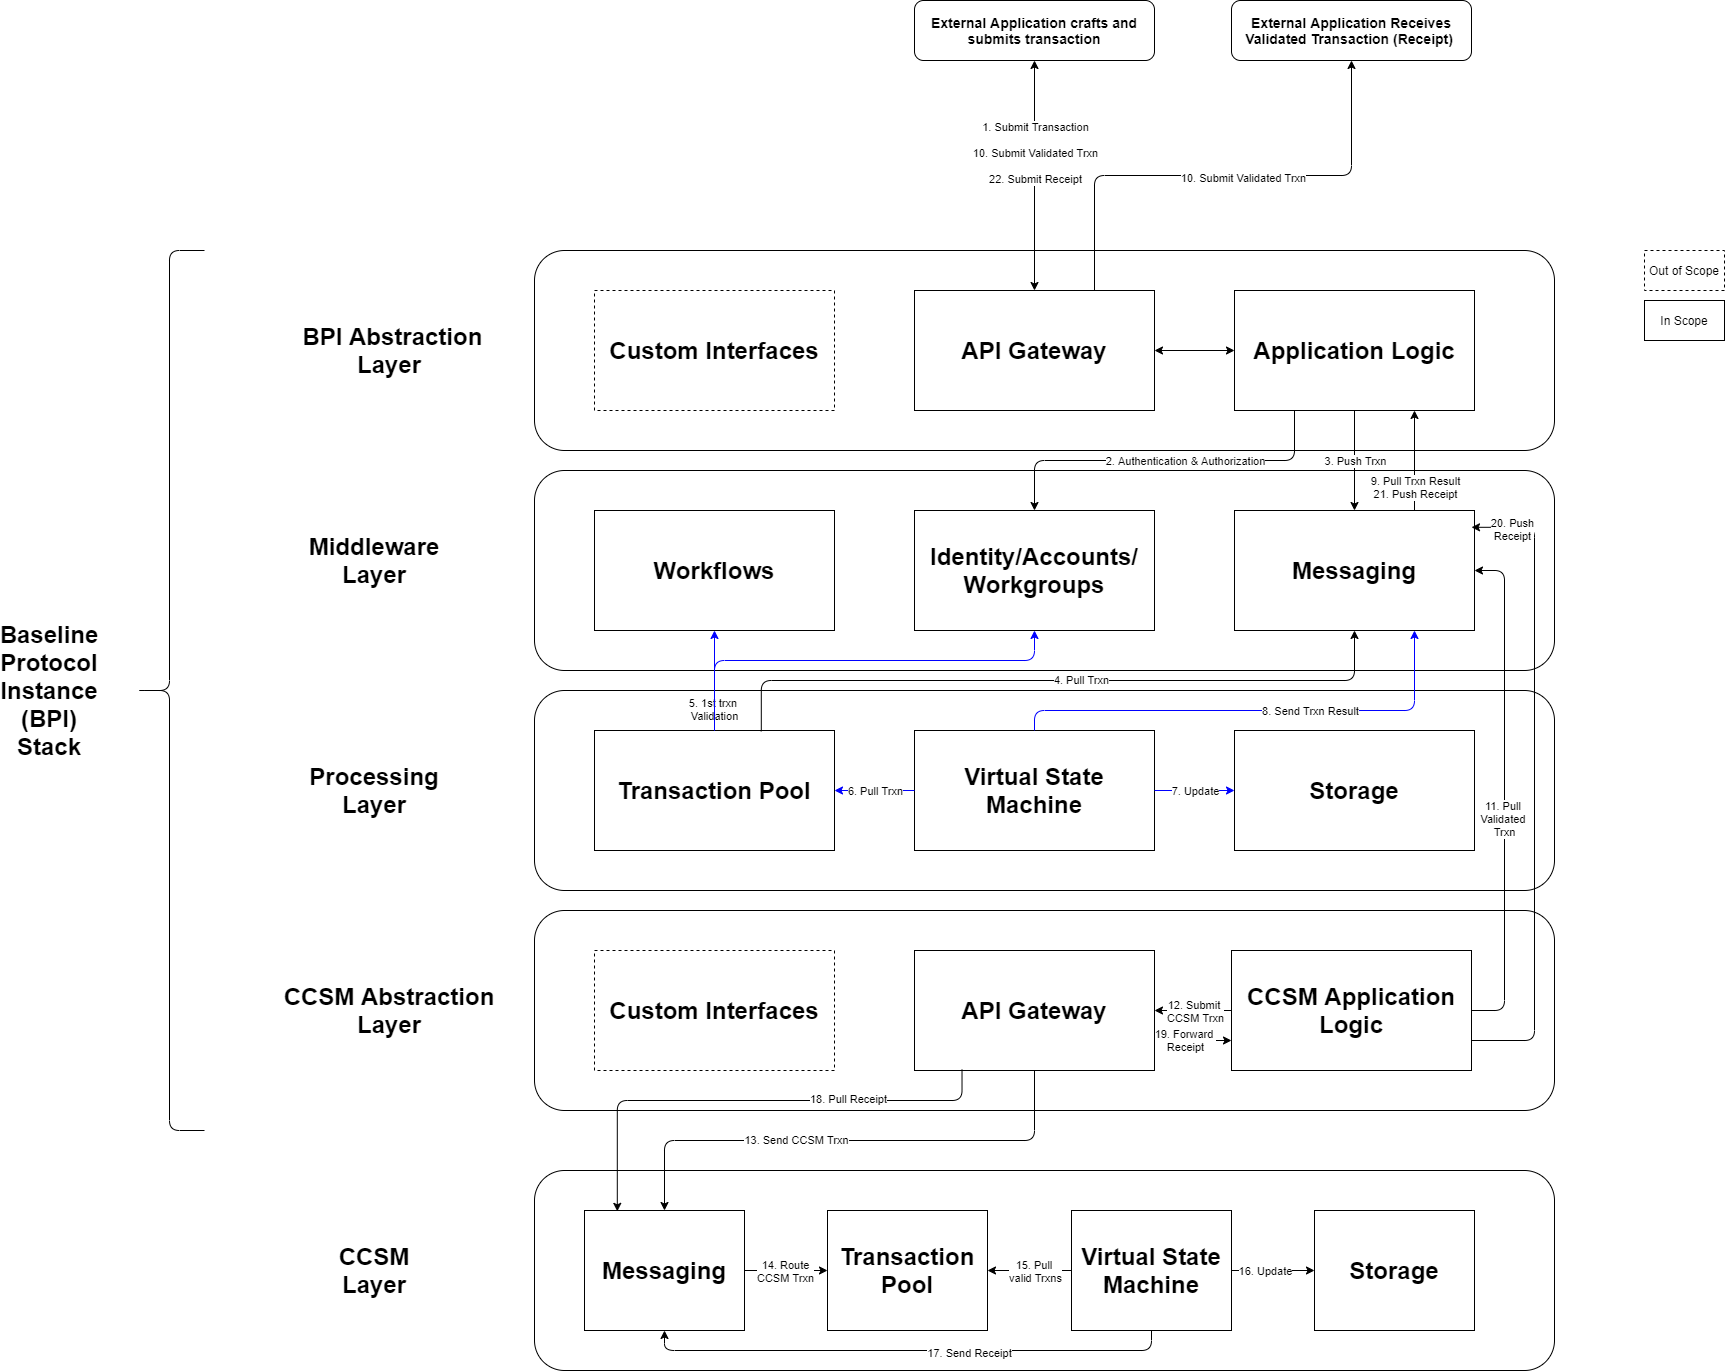 External Application crafts and
submits transaction
External Application Receives
Validated Transaction (Receipt)
1. Submit Transaction
10. Submit Validated Trxn
22. Submit Receipt
10. Submit Validated Trxn
Out of Scope
In Scope
BPI Abstraction
Layer
Custom Interfaces
API Gateway
Application Logic
2. Authentication & Authorization
3. Push Trxn
9. Pull Trxn Result
21. Push Receipt
Middleware
Layer
Workflows
Identity/Accounts/
Workgroups
Messaging
20. Push
Receipt
Baseline
Protocol
Instance
(BPI)
Stack
4. Pull Trxn
5. 1st trxn
Validation
8. Send Trxn Result
Processing
Layer
Transaction Pool
6. Pull Trxn
Virtual State
Machine
7. Update
Storage
11. Pull
Validated
Trxn
CCSM Abstraction
Layer
Custom Interfaces
API Gateway
12. Submit
CCSM Trxn
19. Forward
Receipt
CCSM Application
Logic
18. Pull Receipt
13. Send CCSM Trxn
CCSM
Layer
Messaging
14. Route
CCSM Trxn
Transaction
Pool
15. Pull
valid Trxns
Virtual State
Machine
16. Update
Storage
17. Send Receipt